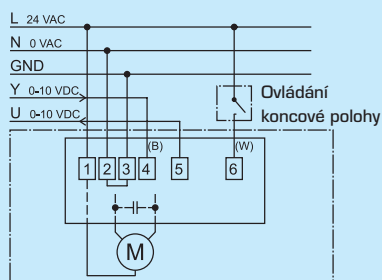 L 24 VAC
N 0 VAC
GND
Y 0-10 VDC
U 0-10 VDC
Ovládání
koncové polohy
(B) (W)
1 2 3 4 5 6
M